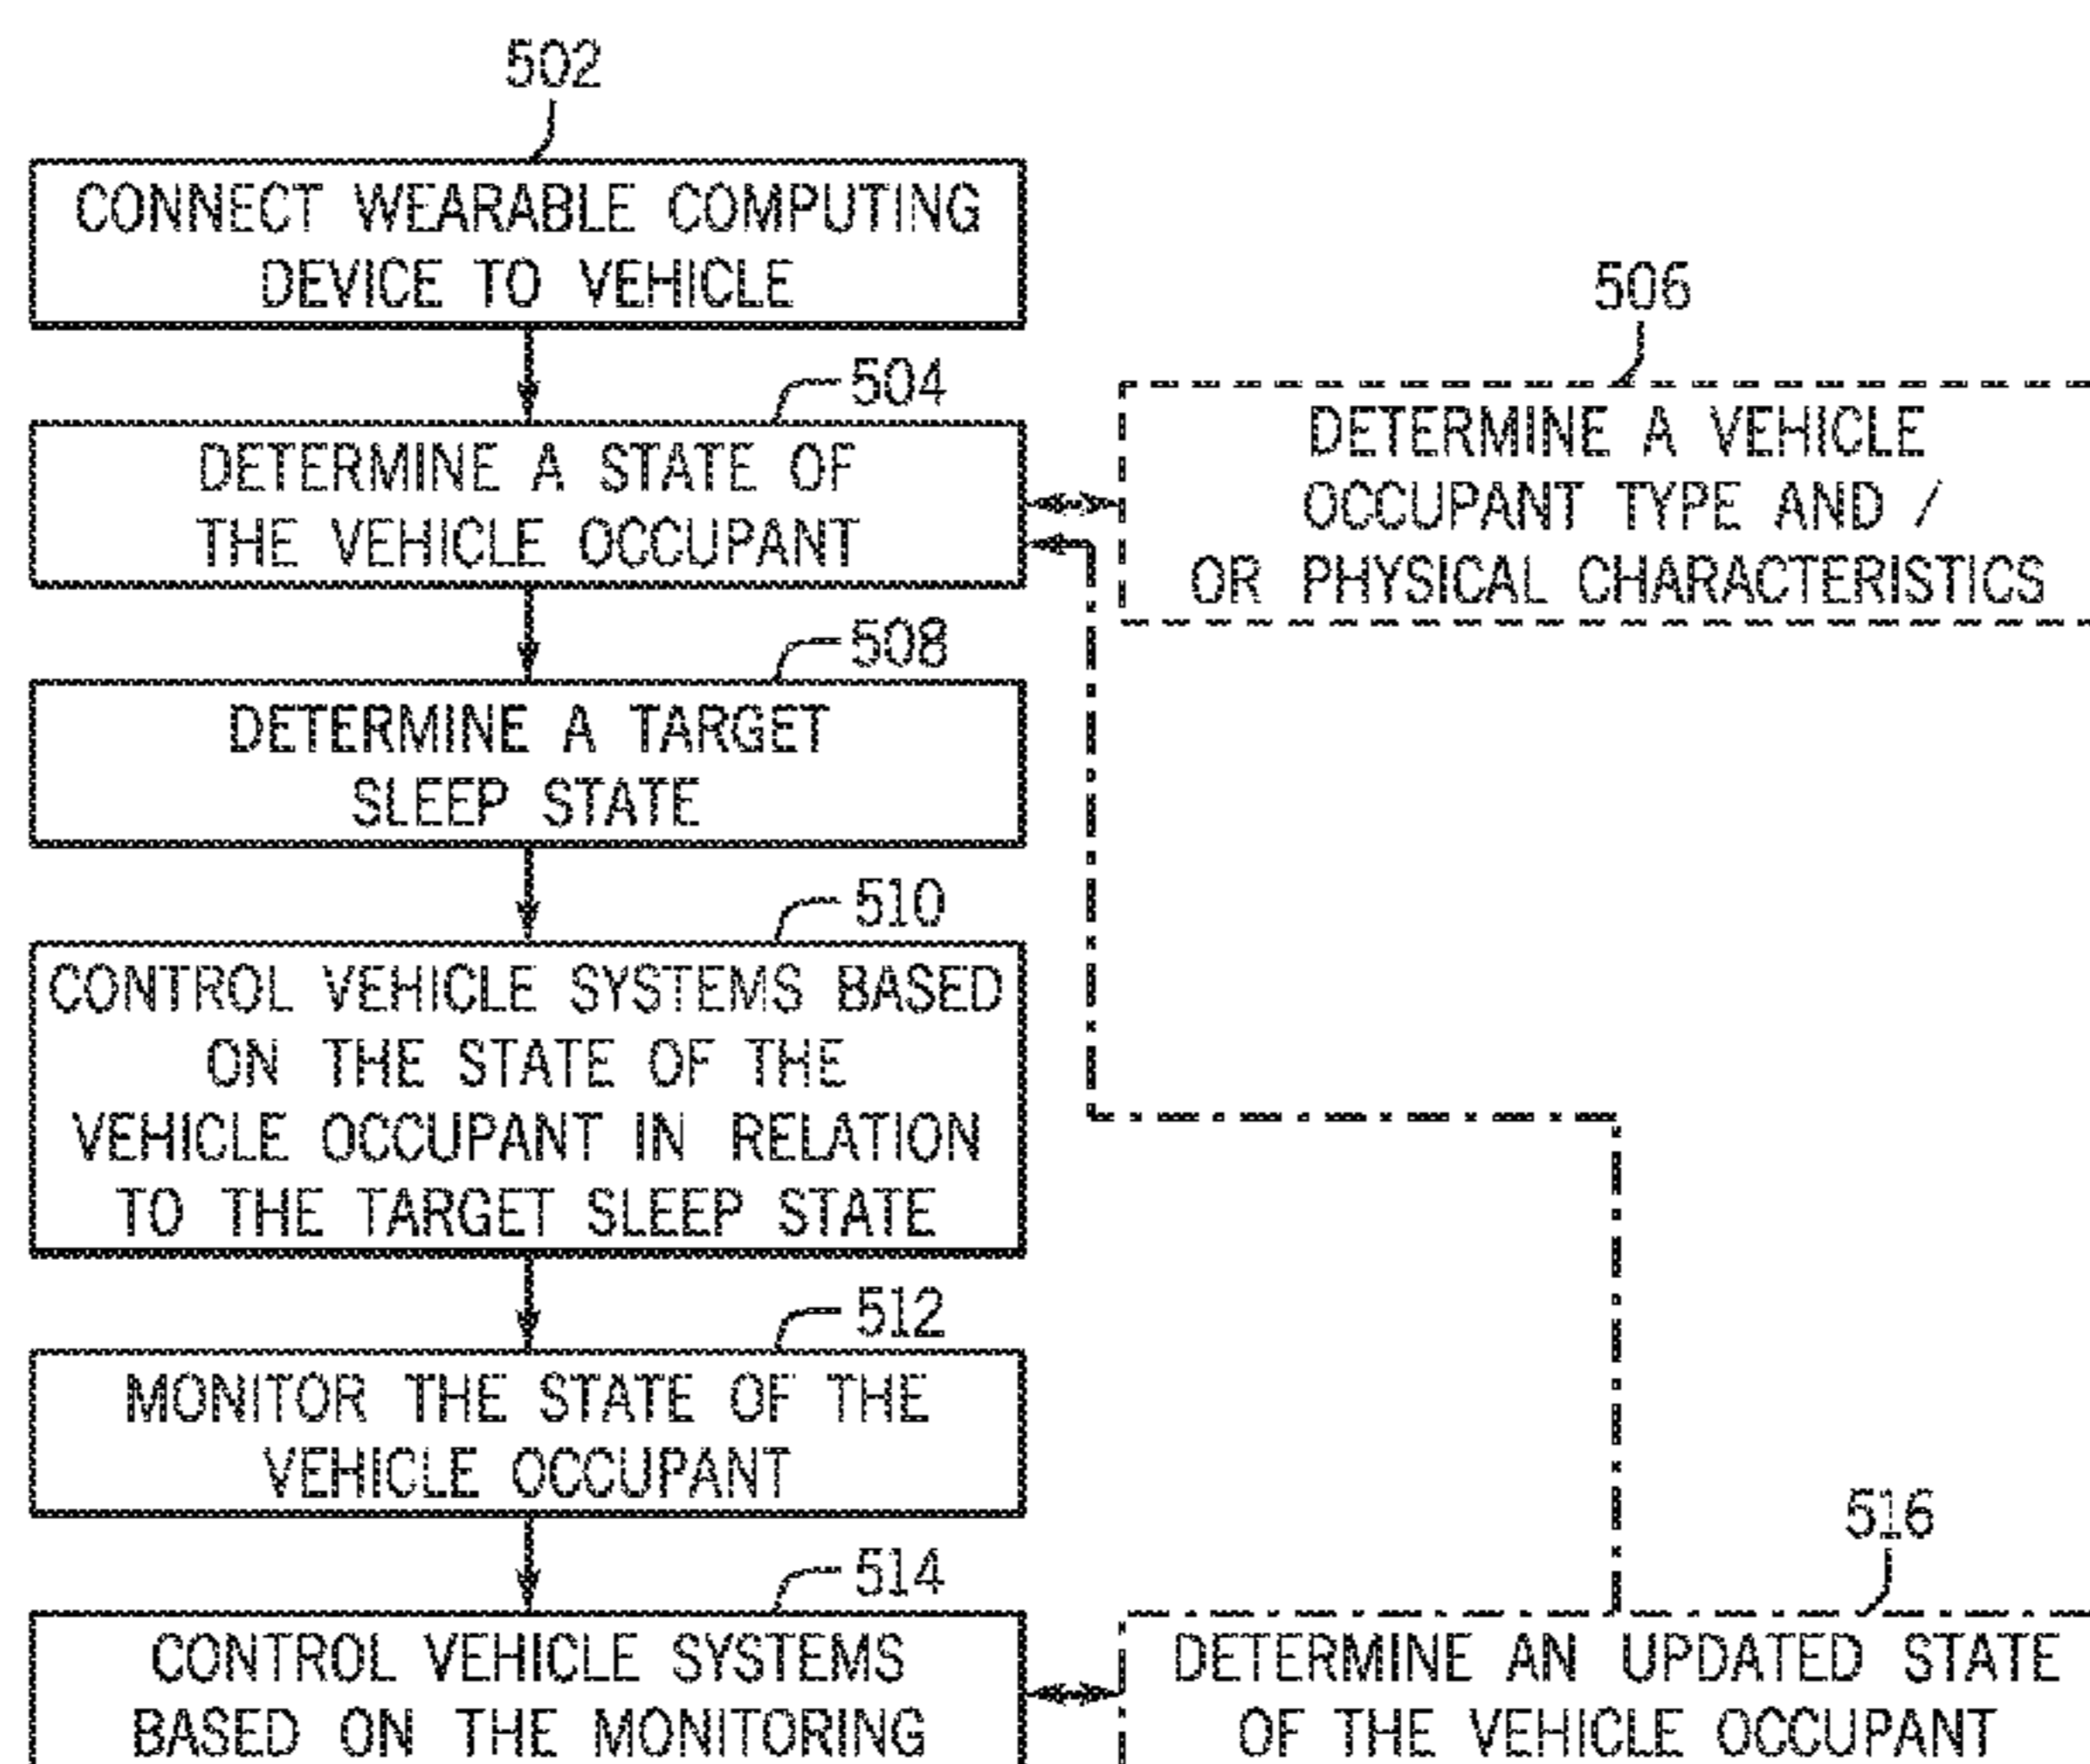 502
CONNECT WEARABLE COMPUTING
DEVICE TO VEHICLE
504
DETERMINE A STATE OF
THE VEHICLE OCCUPANT
506
DETERMINE A VEHICLE
OCCUPANT TYPE AND /
OR PHYSICAL CHARACTERISTICS
508
DETERMINE A TARGET
SLEEP STATE
510
CONTROL VEHICLE SYSTEMS BASED
ON THE STATE OF THE
VEHICLE OCCUPANT IN RELATION
TO THE TARGET SLEEP STATE
512
MONITOR THE STATE OF THE
VEHICLE OCCUPANT
514
CONTROL VEHICLE SYSTEMS
BASED ON THE MONITORING
516
DETERMINE AN UPDATED STATE
OF THE VEHICLE OCCUPANT